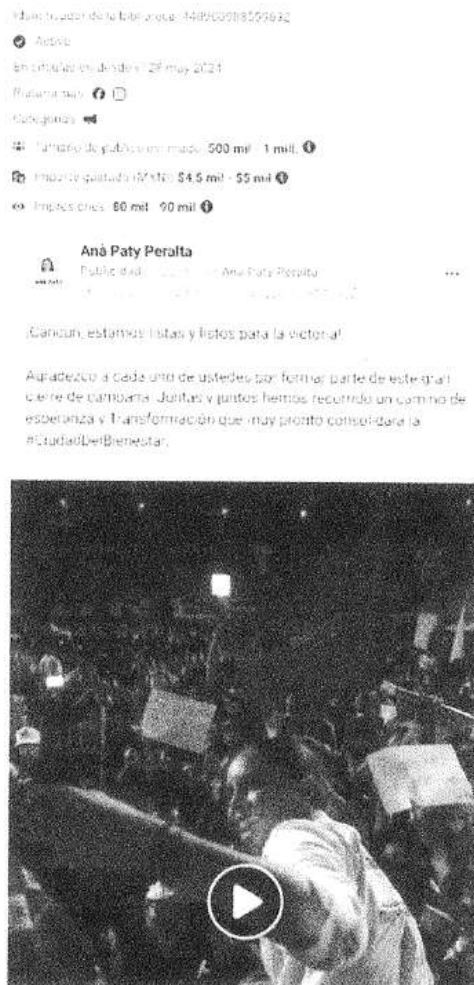 Identificador de la biblioteca:
Activo
En circulación desde el 28 may 2024
Plataformas
Categorías
Tamaño de público estimado: 500 mil - 1 mill.
Importe gastado (MXN): $4,5 mil - $5 mil
Impresiones: 80 mil - 90 mil
Ana Paty Peralta
Publicidad Ana Paty Peralta
¡Cancún, estamos listas y listos para la victoria!
Agradezco a cada uno de ustedes por formar parte de este gran
cierre de campaña. Juntas y juntos hemos recorrido un camino de
esperanza y transformación que muy pronto consolidará la
#CiudadDelBienestar.